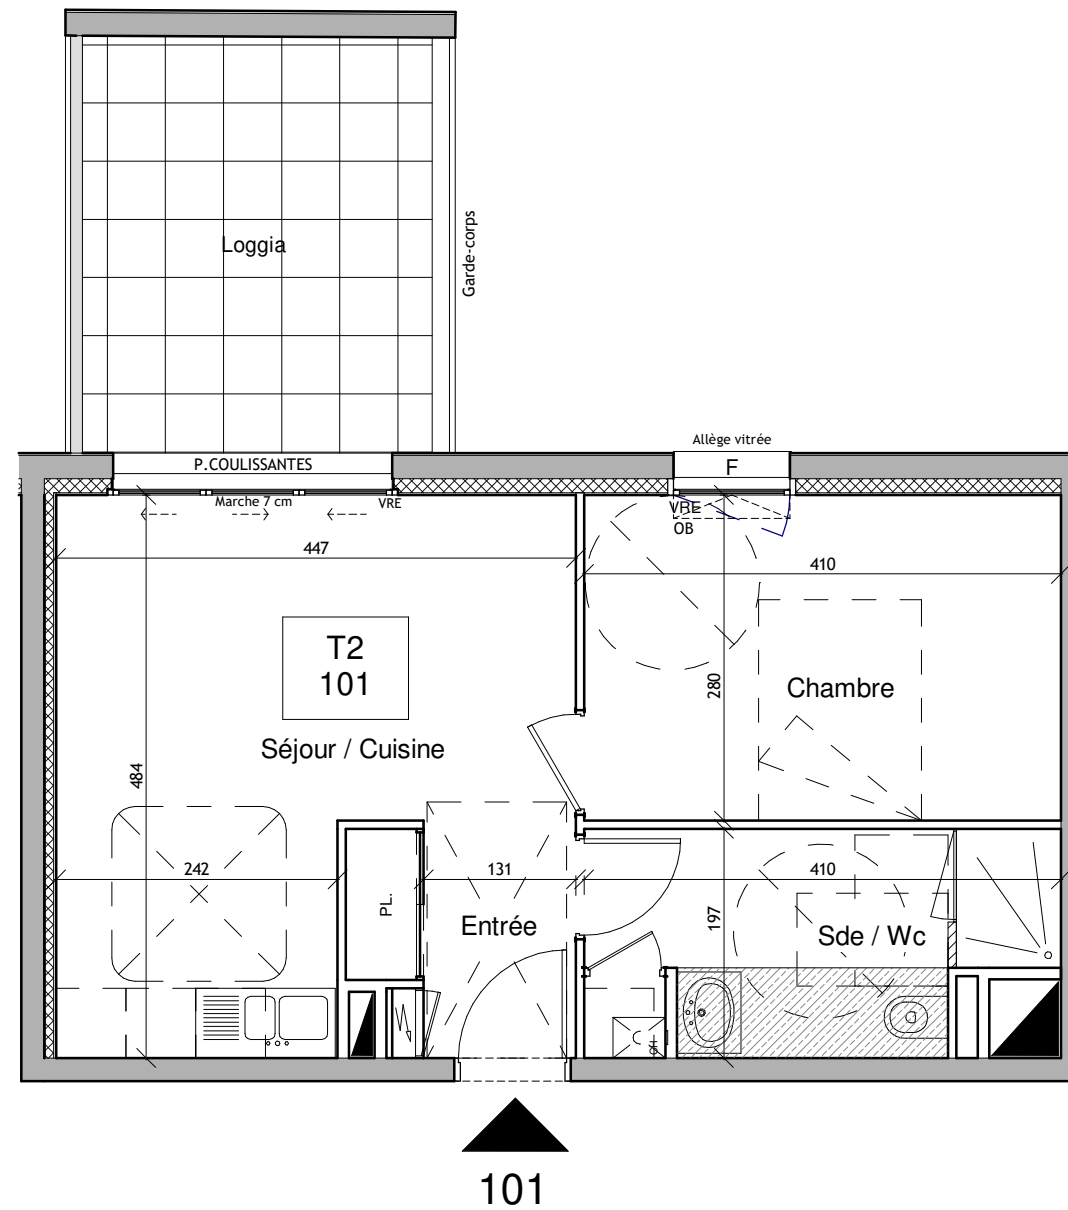 Loggia
Garde-corps
Allège vitrée
P.COULISSANTES
F
Marche 7 cm
VRE
VRE
OB
447
410
T2
101
280
Chambre
Séjour / Cuisine
484
242
131
410
PL.
Entrée
197
Sde / Wc
101